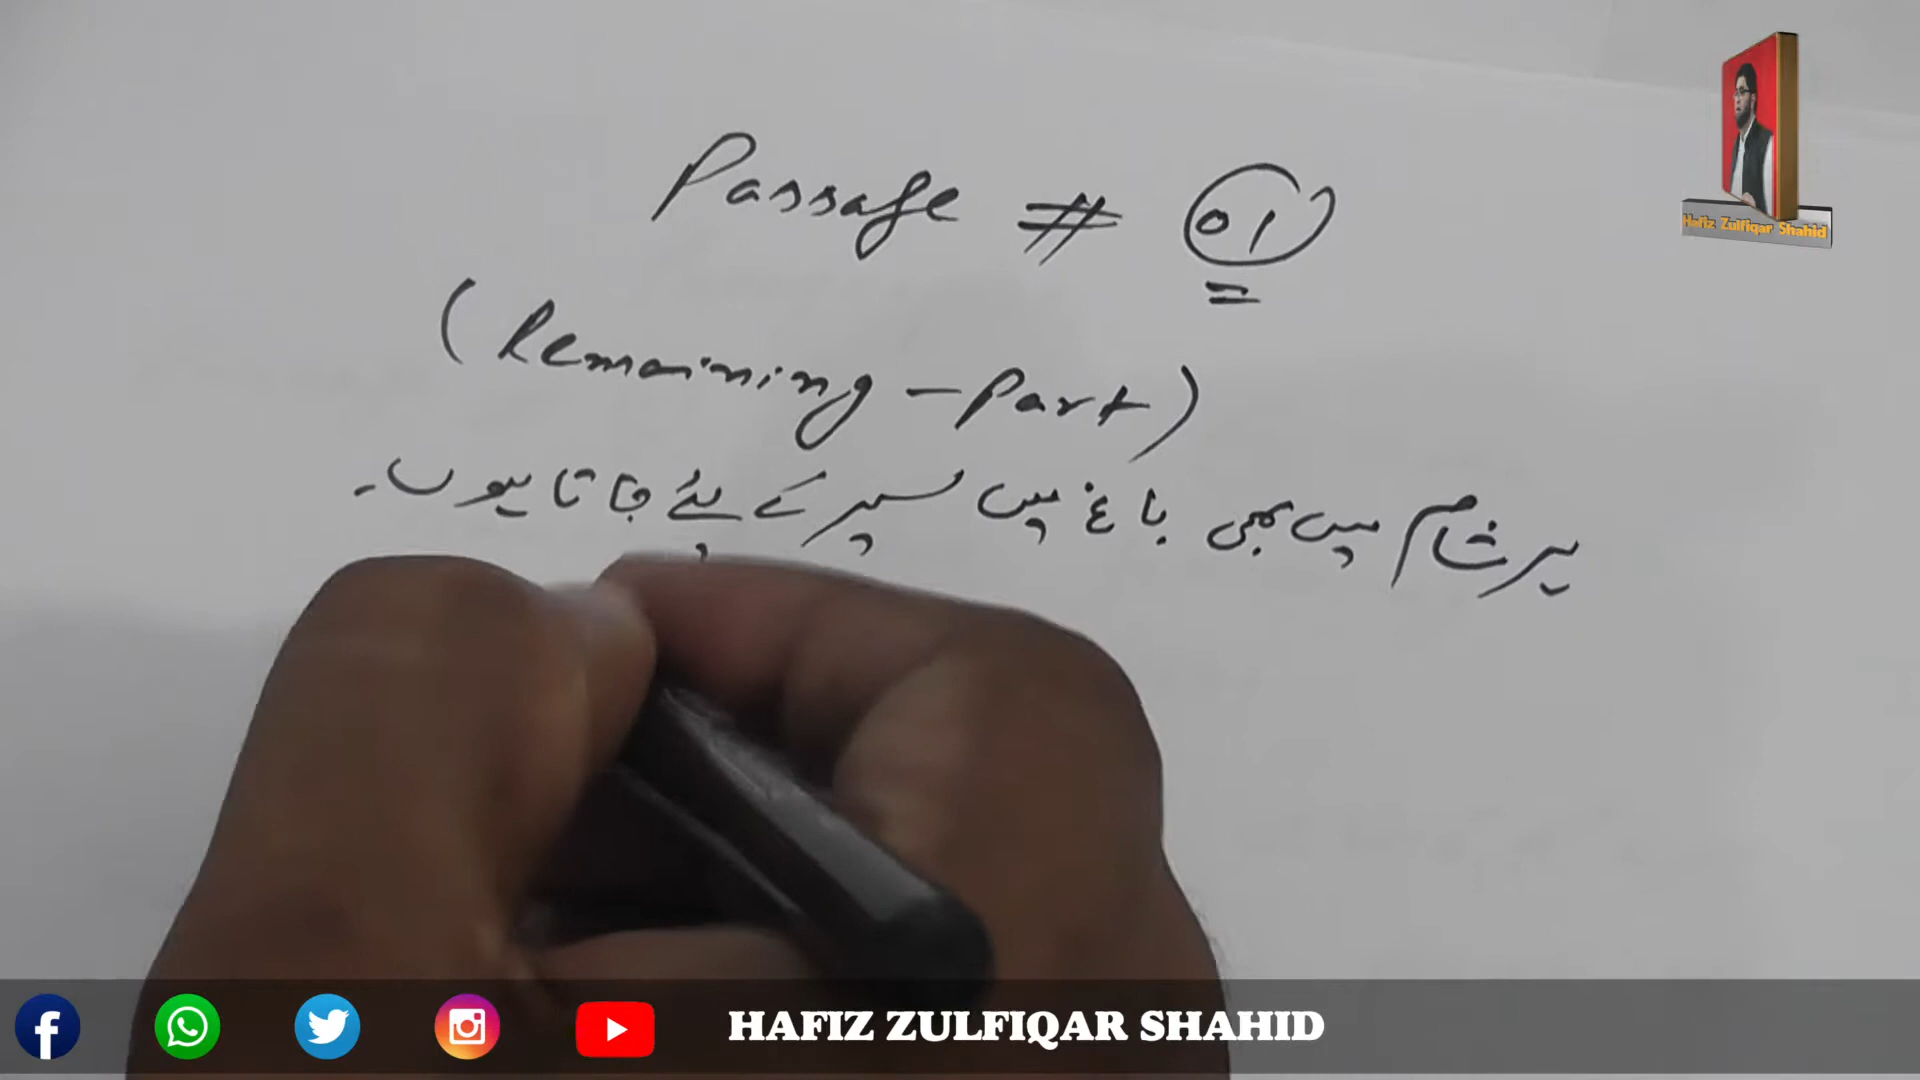 Passage # 01
(Remaining - Part)
ہر شام میں بھی باغ میں سیر کے لئے جاتا ہوں۔
Hafiz Zulfiqar Shahid
HAFIZ ZULFIQAR SHAHID